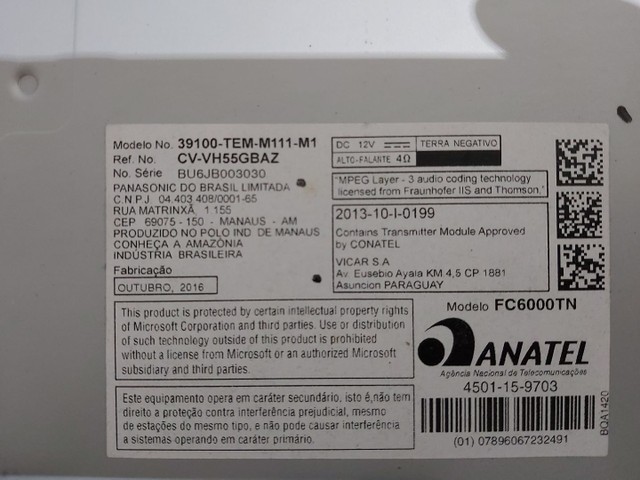 Modelo No. 39100-TEM-M111-M1
Ref. No. CV-VH55GBAZ
No. Série BU6JB003030
PANASONIC DO BRASIL LIMITADA
C.N.P.J 04.403.408/0001-65
RUA MATRINXÃ 1 155
CEP 69075-150 - MANAUS - AM
PRODUZIDO NO POLO IND DE MANAUS
CONHEÇA A AMAZÔNIA
INDÚSTRIA BRASILEIRA
Fabricação
OUTUBRO, 2016
DC 12V TERRA NEGATIVO
ALTO-FALANTE 4Ω
"MPEG Layer - 3 audio coding technology
licensed from Fraunhofer IIS and Thomson."
2013-10-I-0199
Contains Transmitter Module Approved
by CONATEL
VICAR S.A
Av Eusebio Ayala KM 4,5 CP 1881
Asuncion PARAGUAY
This product is protected by certain intellectual property rights
of Microsoft Corporation and third parties. Use or distribution
of such technology outside of this product is prohibited
without a license from Microsoft or an authorized Microsoft
subsidiary and third parties.
Este equipamento opera em caráter secundário, isto é,não tem
direito a proteção contra interferência prejudicial, mesmo
de estações do mesmo tipo, e não pode causar interferência
a sistemas operando em caráter primário.
Modelo FC6000TN
ANATEL
Agência Nacional de Telecomunicações
4501-15-9703
(01) 07896067232491
BQA1420